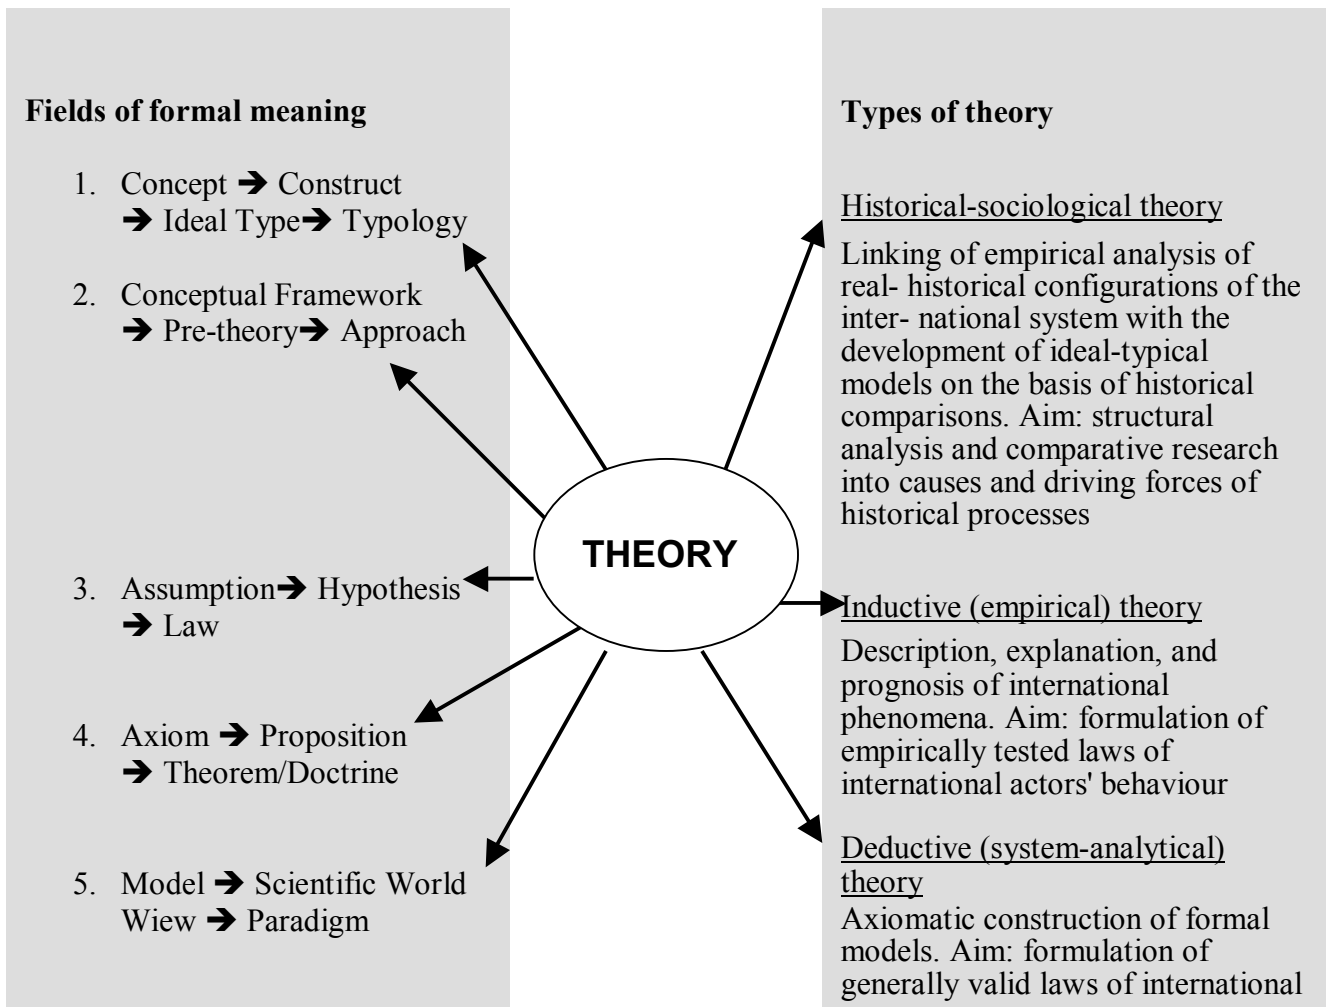 Fields of formal meaning
1. Concept ➔ Construct
➔ Ideal Type➔ Typology
2. Conceptual Framework
➔ Pre-theory➔ Approach
3. Assumption➔ Hypothesis
➔ Law
4. Axiom ➔ Proposition
➔ Theorem/Doctrine
5. Model ➔ Scientific World
Wiew ➔ Paradigm
THEORY
Types of theory
Historical-sociological theory
Linking of empirical analysis of
real- historical configurations of the
inter- national system with the
development of ideal-typical
models on the basis of historical
comparisons. Aim: structural
analysis and comparative research
into causes and driving forces of
historical processes
Inductive (empirical) theory
Description, explanation, and
prognosis of international
phenomena. Aim: formulation of
empirically tested laws of
international actors' behaviour
Deductive (system-analytical)
theory
Axiomatic construction of formal
models. Aim: formulation of
generally valid laws of international